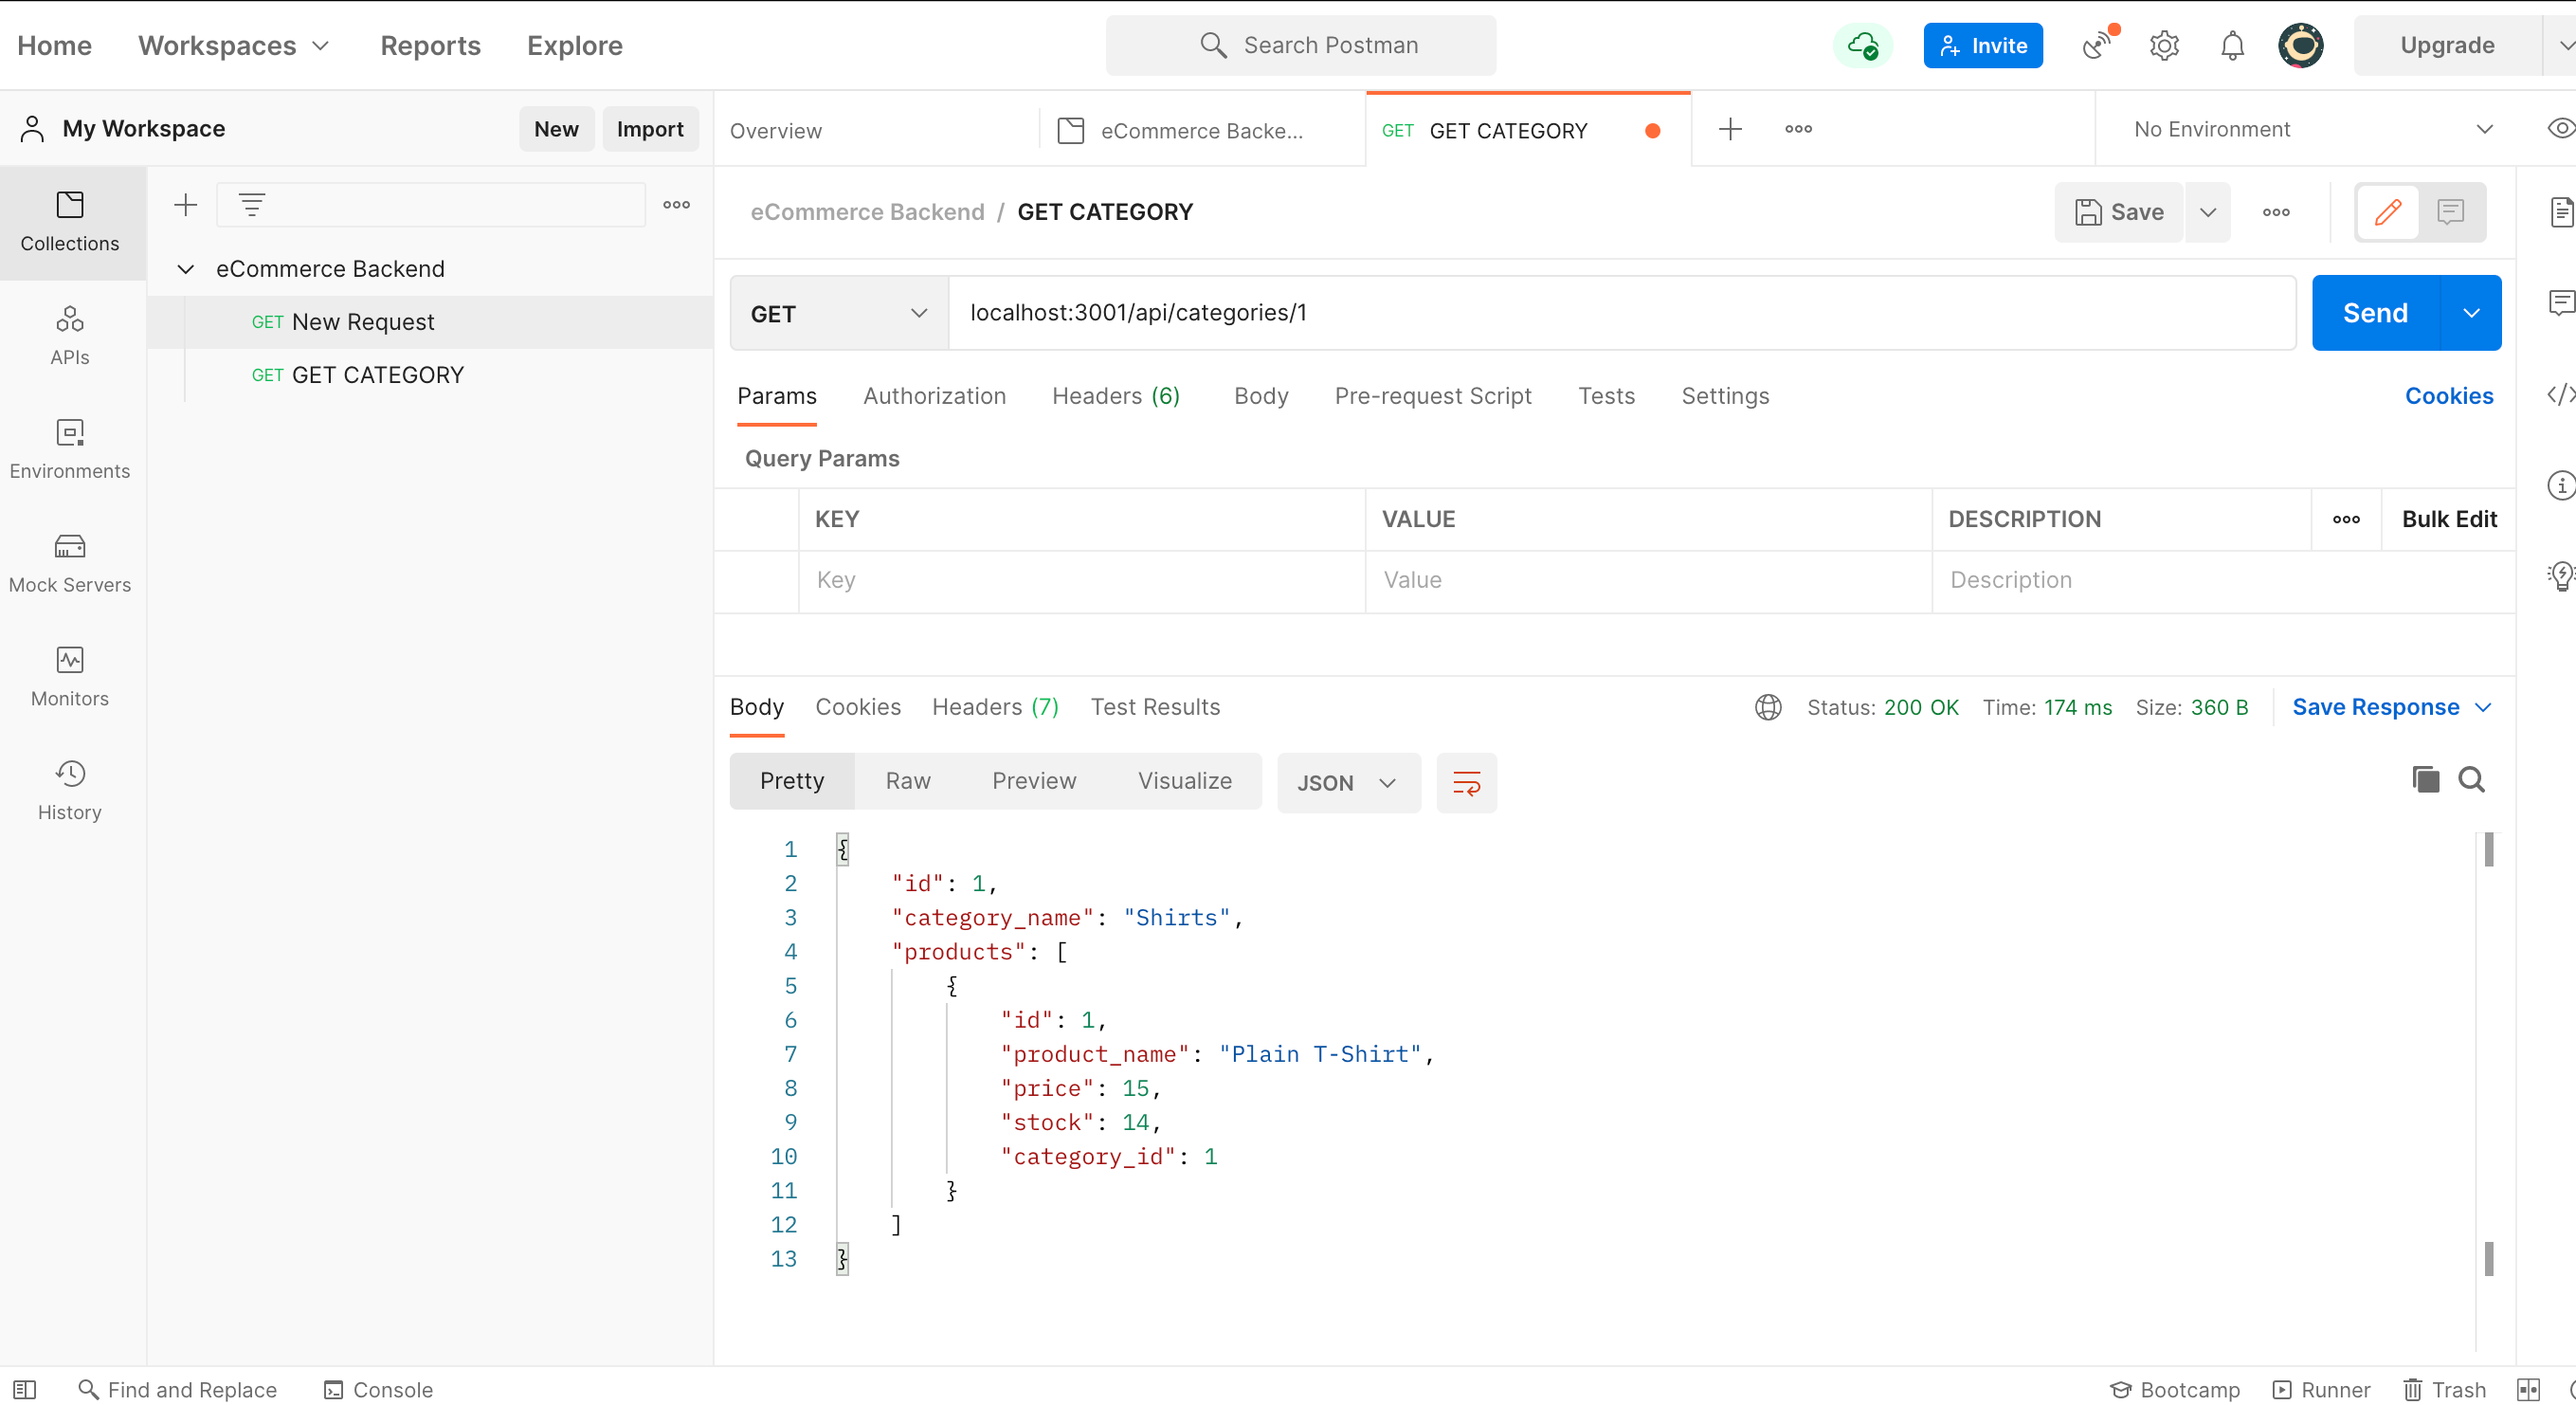 Home Workspaces Reports Explore Search Postman Invite Upgrade
My Workspace New Import Overview eCommerce Backe... GET GET CATEGORY No Environment
Collections
APIs
Environments
Mock Servers
Monitors
History
eCommerce Backend
GET New Request
GET GET CATEGORY
eCommerce Backend / GET CATEGORY Save
GET localhost:3001/api/categories/1 Send
Params Authorization Headers (6) Body Pre-request Script Tests Settings Cookies
Query Params
KEY VALUE DESCRIPTION Bulk Edit
Key Value Description
Body Cookies Headers (7) Test Results Status: 200 OK Time: 174 ms Size: 360 B Save Response
Pretty Raw Preview Visualize JSON
1 {
2 "id": 1,
3 "category_name": "Shirts",
4 "products": [
5 {
6 "id": 1,
7 "product_name": "Plain T-Shirt",
8 "price": 15,
9 "stock": 14,
10 "category_id": 1
11 }
12 ]
13 }
Find and Replace Console Bootcamp Runner Trash